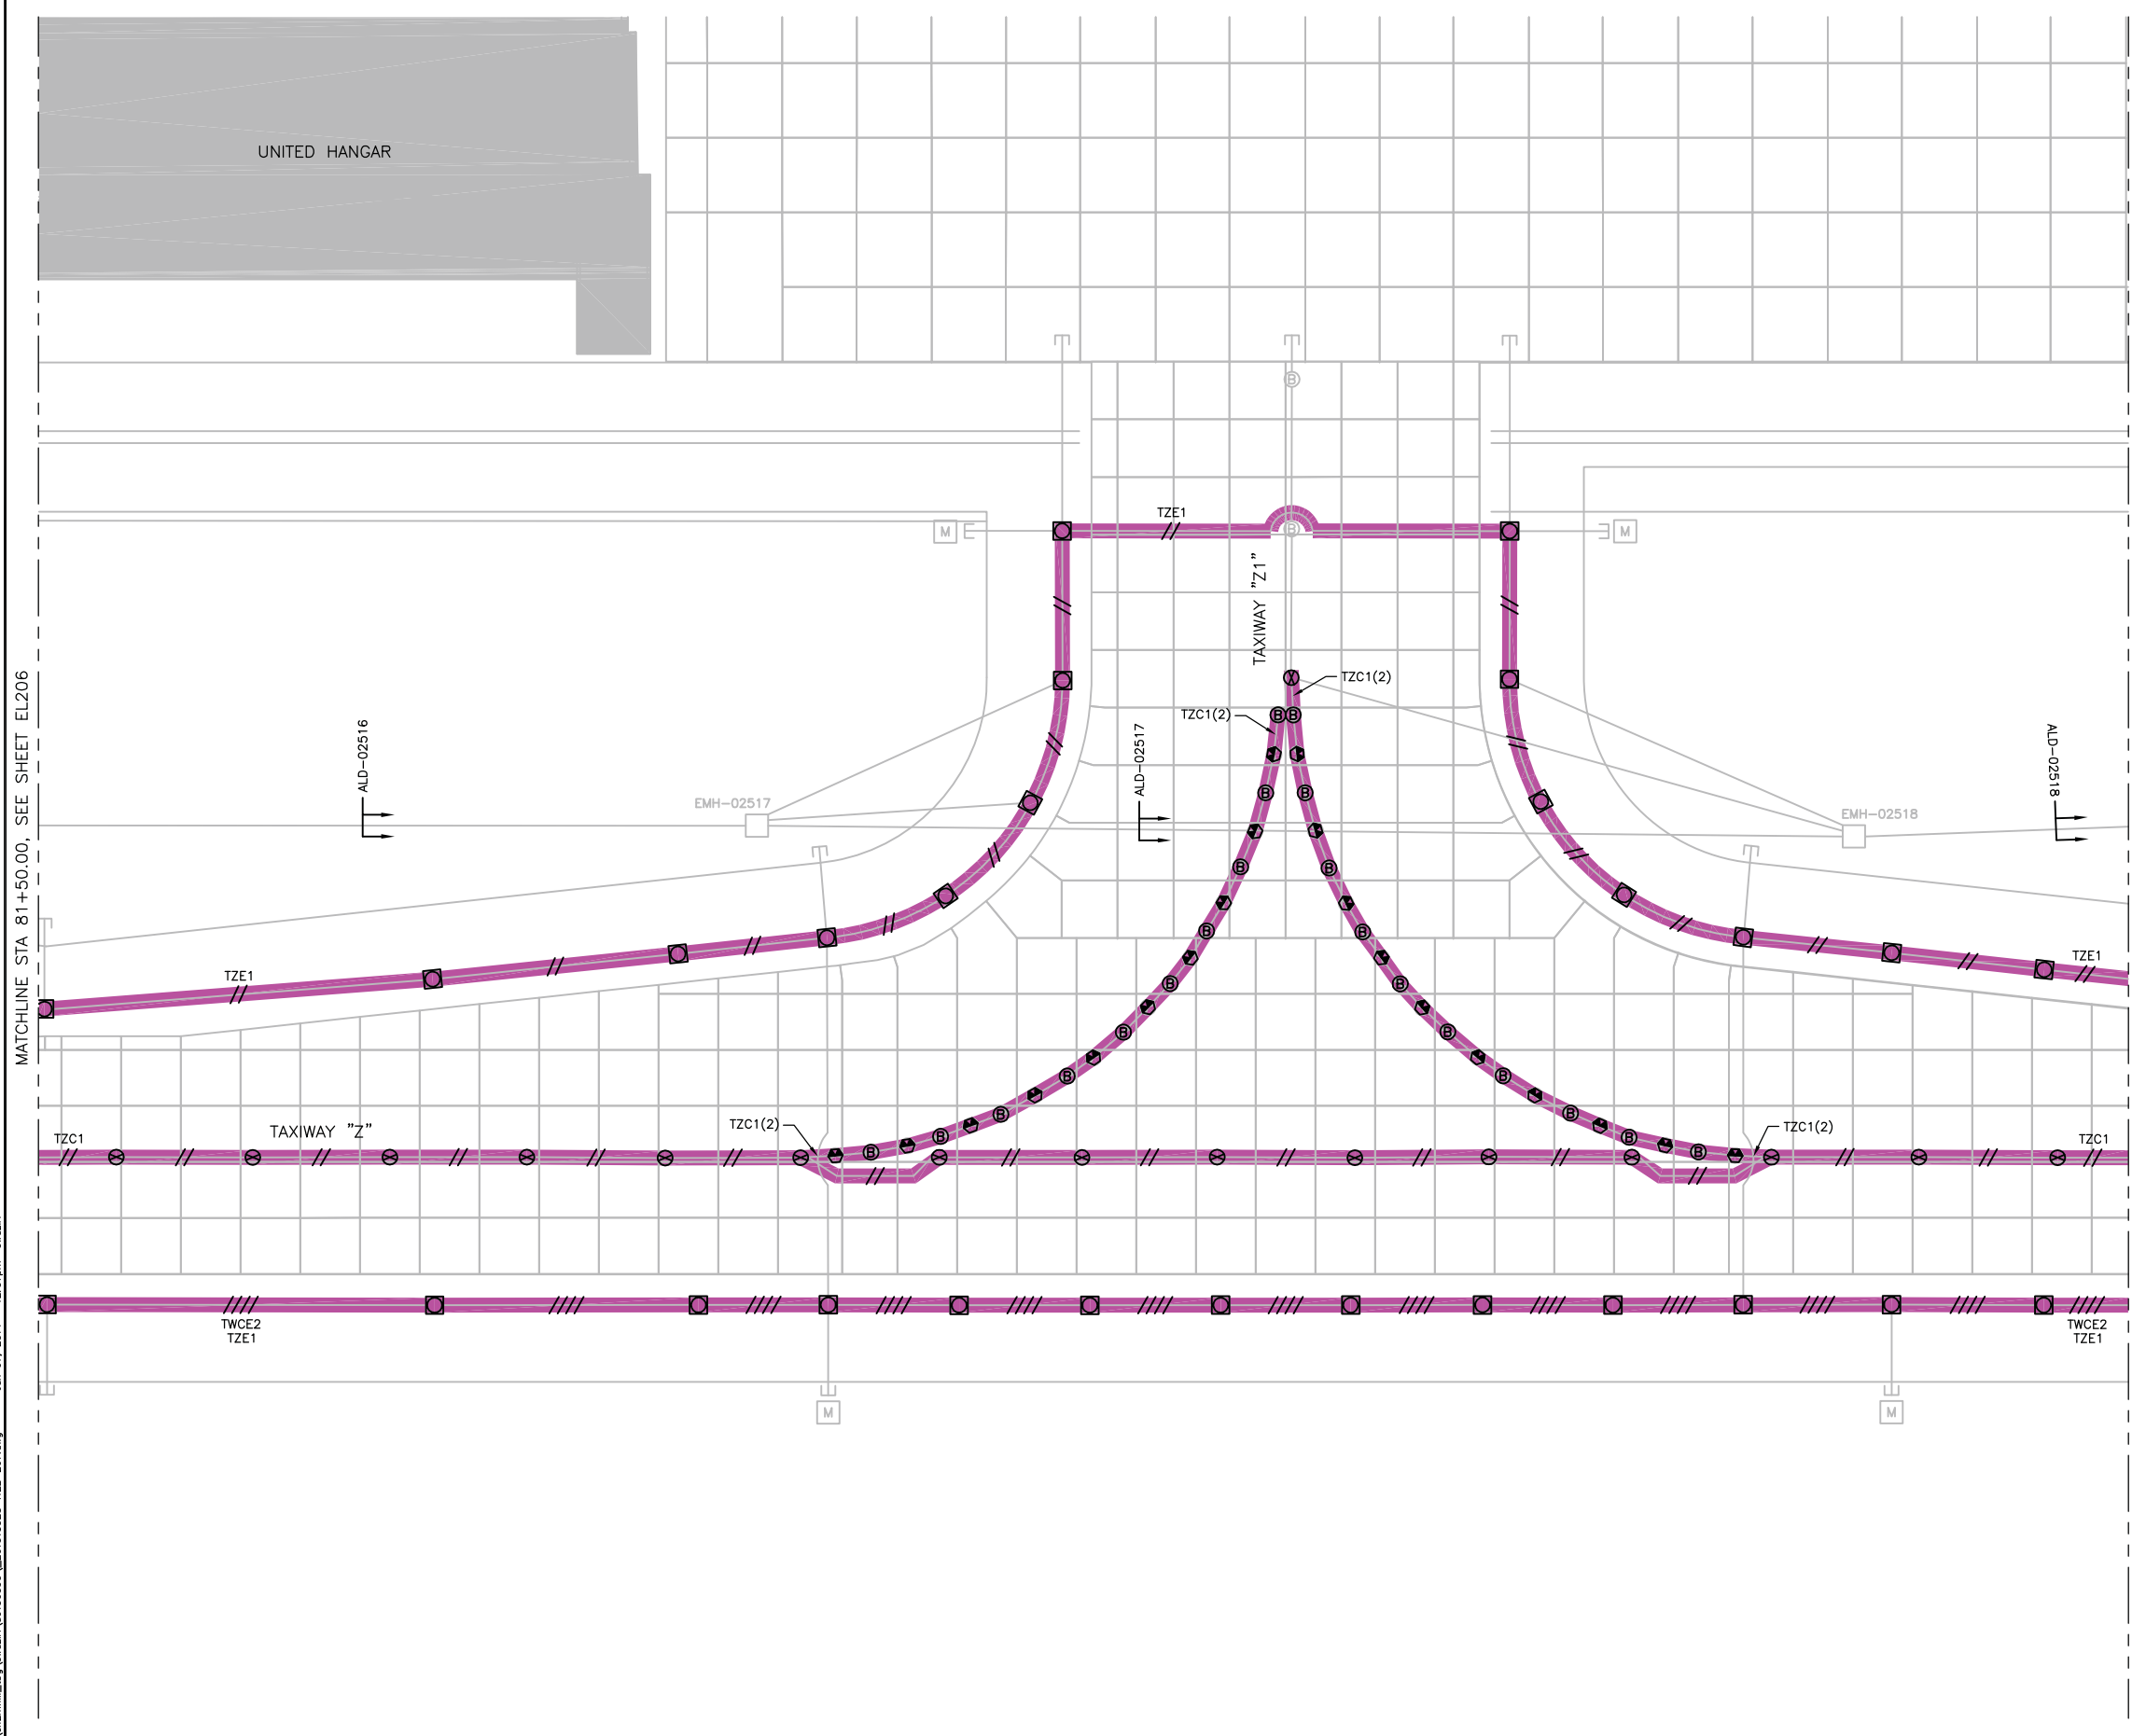 UNITED HANGAR
B
TZE1
M
B
M
TAXIWAY "Z1"
MATCHLINE STA 81+50.00, SEE SHEET EL206
TZC1(2)
TZC1(2)
B B
ALD-02516
ALD-02517
ALD-02518
EMH-02517
EMH-02518
B B
B B
B B
TZE1
TZE1
B B
B B
B B
B B
TAXIWAY "Z"
TZC1
TZC1(2)
B B
B B
TZC1(2)
TZC1
TWCE2
TZE1
TWCE2
TZE1
M
M